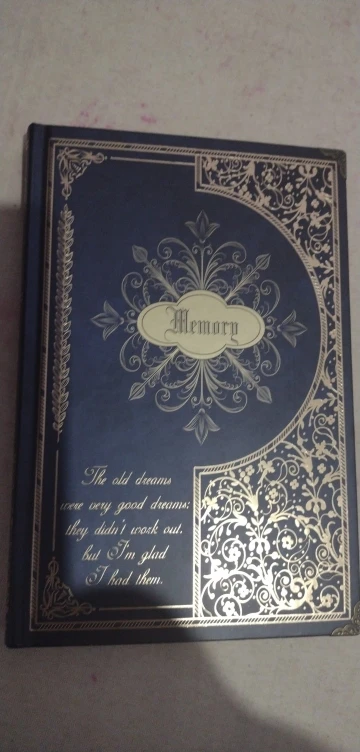 Memory
The old dreams
were very good dreams;
they didn't work out,
but I'm glad
I had them.